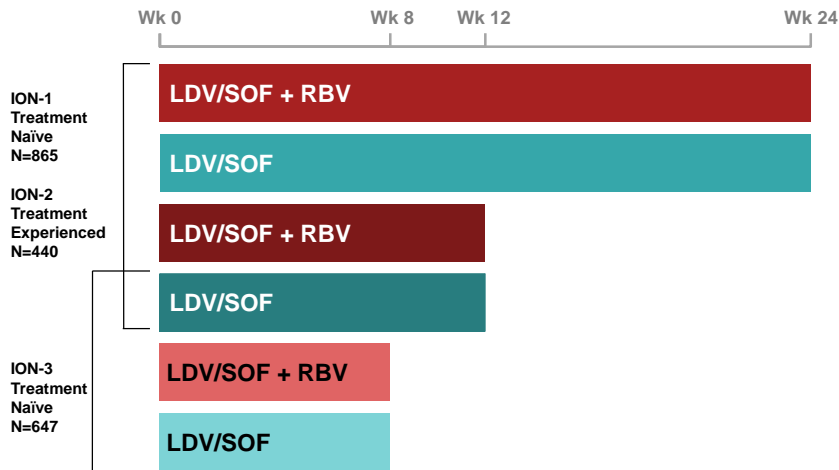 Wk 0 Wk 8 Wk 12 Wk 24
ION-1
Treatment
Naïve
N=865
ION-2
Treatment
Experienced
N=440
ION-3
Treatment
Naïve
N=647
LDV/SOF + RBV
LDV/SOF
LDV/SOF + RBV
LDV/SOF
LDV/SOF + RBV
LDV/SOF